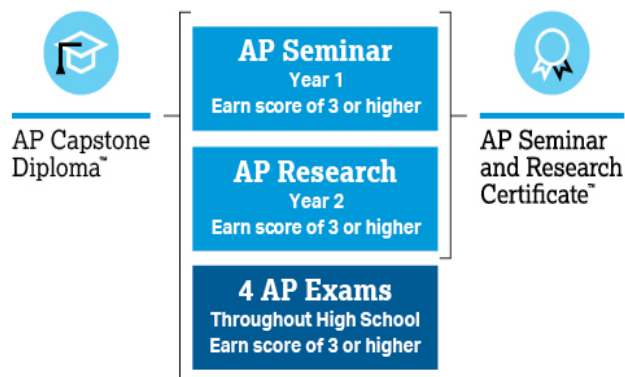 AP Capstone
Diploma™
AP Seminar
Year 1
Earn score of 3 or higher
AP Research
Year 2
Earn score of 3 or higher
4 AP Exams
Throughout High School
Earn score of 3 or higher
AP Seminar
and Research
Certificate™